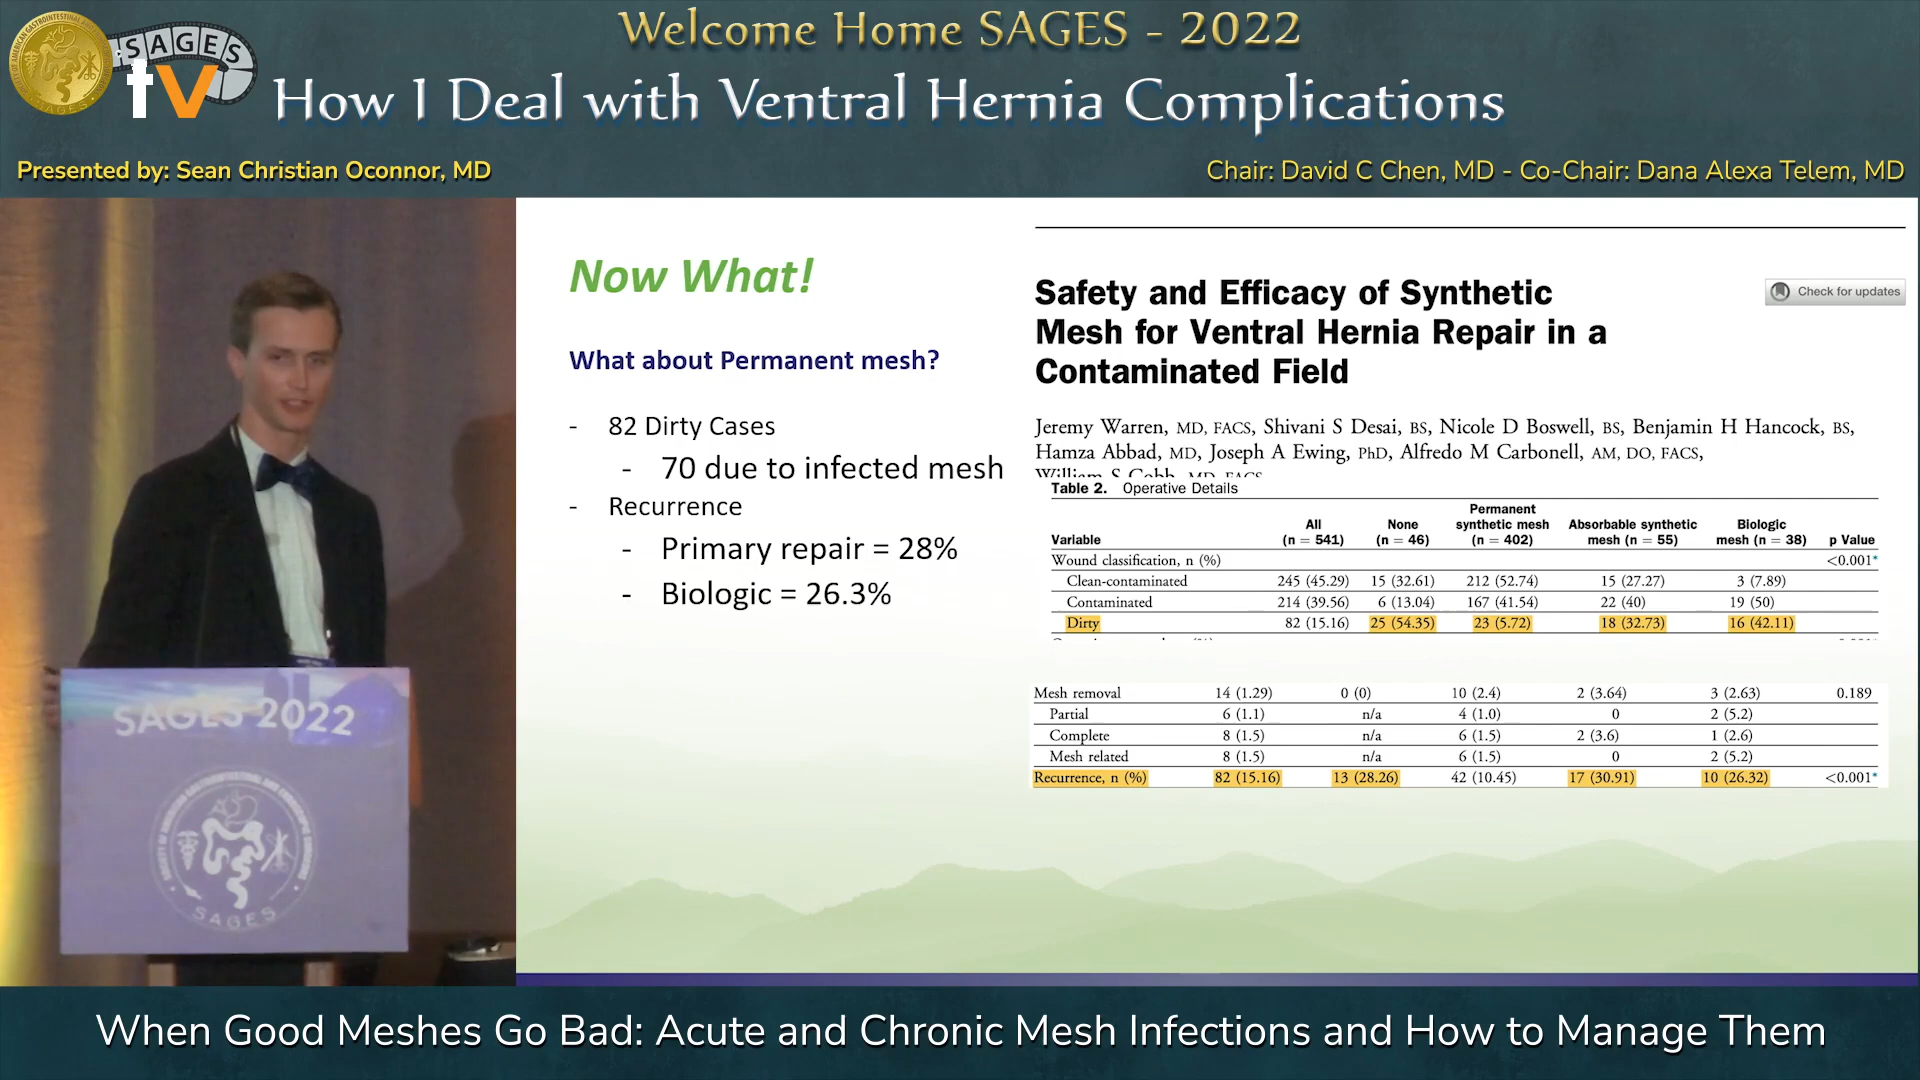 Welcome Home SAGES - 2022
SAGES
tv
How I Deal with Ventral Hernia Complications
Presented by: Sean Christian Oconnor, MD
Chair: David C Chen, MD - Co-Chair: Dana Alexa Telem, MD
Now What!
What about Permanent mesh?
- 82 Dirty Cases
- 70 due to infected mesh
- Recurrence
- Primary repair = 28%
- Biologic = 26.3%
Safety and Efficacy of Synthetic
Mesh for Ventral Hernia Repair in a
Contaminated Field
Check for updates
Jeremy Warren, MD, FACS, Shivani S Desai, BS, Nicole D Boswell, BS, Benjamin H Hancock, BS,
Hamza Abbad, MD, Joseph A Ewing, PhD, Alfredo M Carbonell, AM, DO, FACS,
William S Cobb, MD, FACS
Table 2. Operative Details
Variable All (n = 541) None (n = 46) Permanent synthetic mesh (n = 402) Absorbable synthetic mesh (n = 55) Biologic mesh (n = 38) p Value
Wound classification, n (%) <0.001*
Clean-contaminated 245 (45.29) 15 (32.61) 212 (52.74) 15 (27.27) 3 (7.89)
Contaminated 214 (39.56) 6 (13.04) 167 (41.54) 22 (40) 19 (50)
Dirty 82 (15.16) 25 (54.35) 23 (5.72) 18 (32.73) 16 (42.11)
Mesh removal 14 (1.29) 0 (0) 10 (2.4) 2 (3.64) 3 (2.63) 0.189
Partial 6 (1.1) n/a 4 (1.0) 0 2 (5.2)
Complete 8 (1.5) n/a 6 (1.5) 2 (3.6) 1 (2.6)
Mesh related 8 (1.5) n/a 6 (1.5) 0 2 (5.2)
Recurrence, n (%) 82 (15.16) 13 (28.26) 42 (10.45) 17 (30.91) 10 (26.32) <0.001*
SAGES 2022
SAGES
When Good Meshes Go Bad: Acute and Chronic Mesh Infections and How to Manage Them